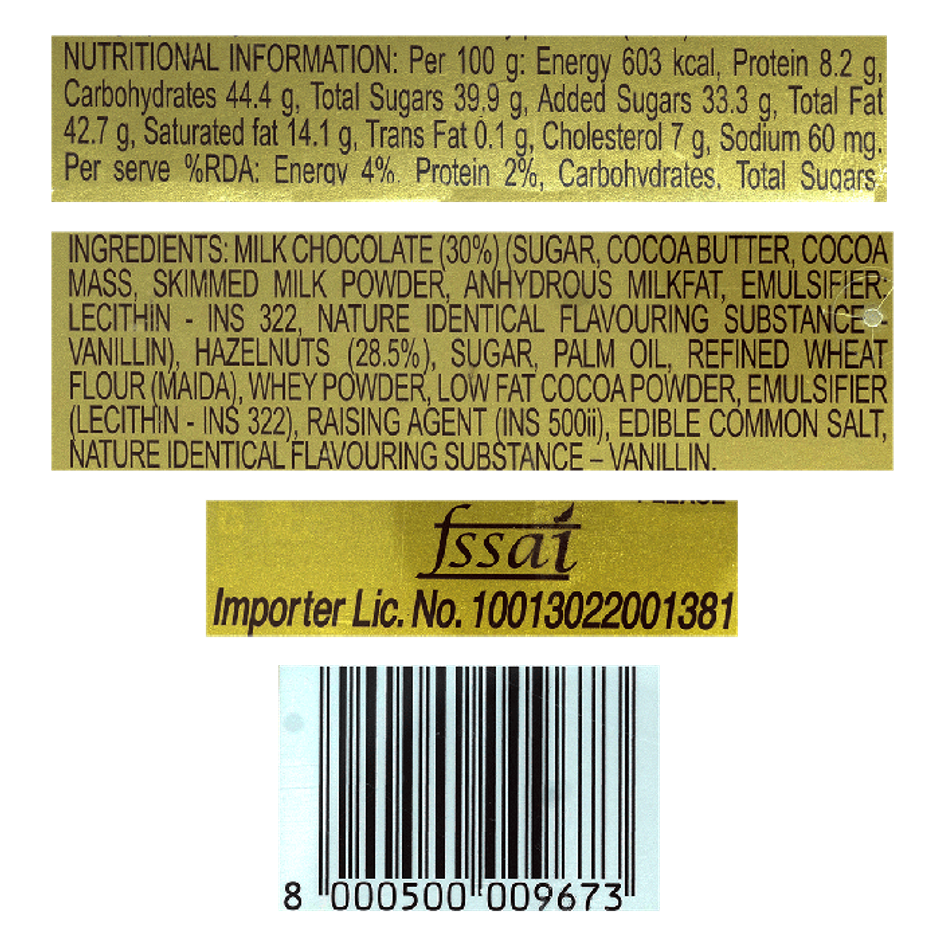 NUTRITIONAL INFORMATION: Per 100 g: Energy 603 kcal, Protein 8.2 g,
Carbohydrates 44.4 g, Total Sugars 39.9 g, Added Sugars 33.3 g, Total Fat
42.7 g, Saturated fat 14.1 g, Trans Fat 0.1 g, Cholesterol 7 g, Sodium 60 mg.
Per serve %RDA: Energy 4%. Protein 2%, Carbohydrates, Total Sugars
INGREDIENTS: MILK CHOCOLATE (30%) (SUGAR, COCOA BUTTER, COCOA
MASS, SKIMMED MILK POWDER, ANHYDROUS MILKFAT, EMULSIFIER:
LECITHIN - INS 322, NATURE IDENTICAL FLAVOURING SUBSTANCE -
VANILLIN), HAZELNUTS (28.5%), SUGAR, PALM OIL, REFINED WHEAT
FLOUR (MAIDA), WHEY POWDER, LOW FAT COCOA POWDER, EMULSIFIER
(LECITHIN - INS 322), RAISING AGENT (INS 500ii), EDIBLE COMMON SALT,
NATURE IDENTICAL FLAVOURING SUBSTANCE – VANILLIN.
fssai
Importer Lic. No. 10013022001381
8 000500 009673